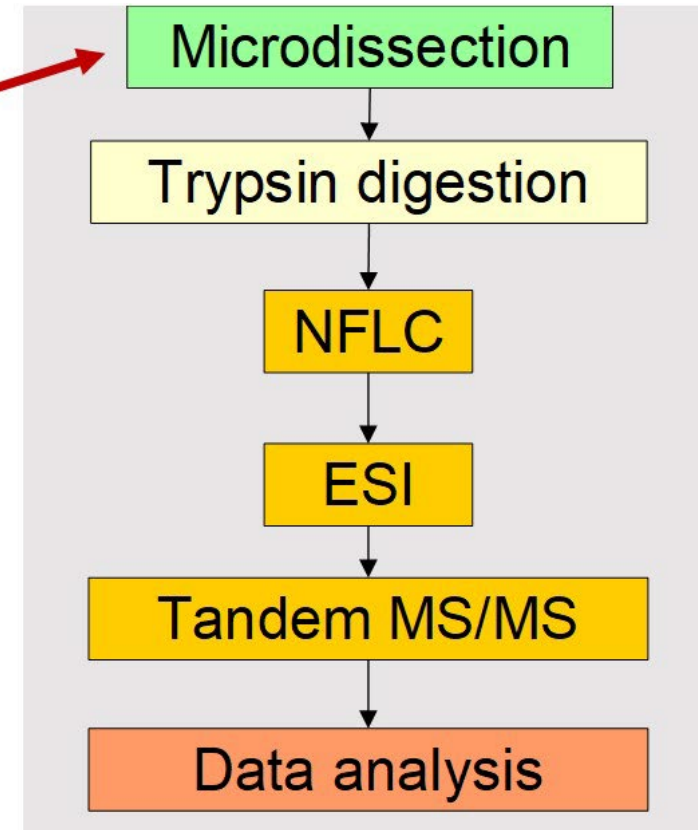 Microdissection
Trypsin digestion
NFLC
ESI
Tandem MS/MS
Data analysis